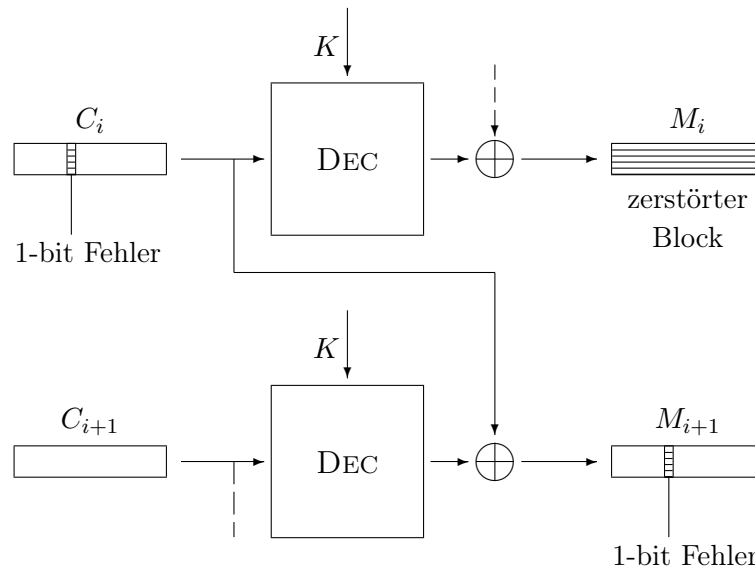 K
C_i
DEC
M_i
zerstörter
Block
1-bit Fehler
K
C_{i+1}
DEC
M_{i+1}
1-bit Fehler